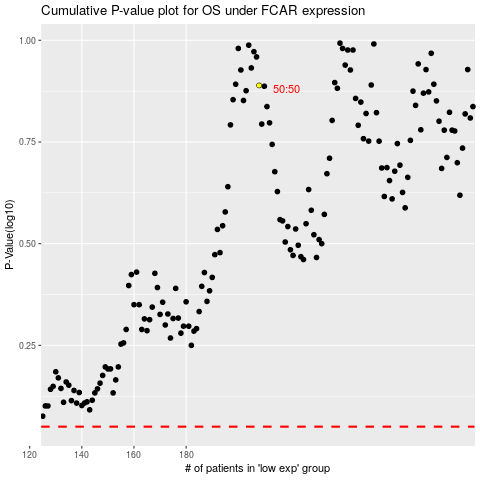 Cumulative P-value plot for OS under FCAR expression
P-Value(log10)
1.00
0.75
0.50
0.25
50:50
120 140 160 180
# of patients in 'low exp' group